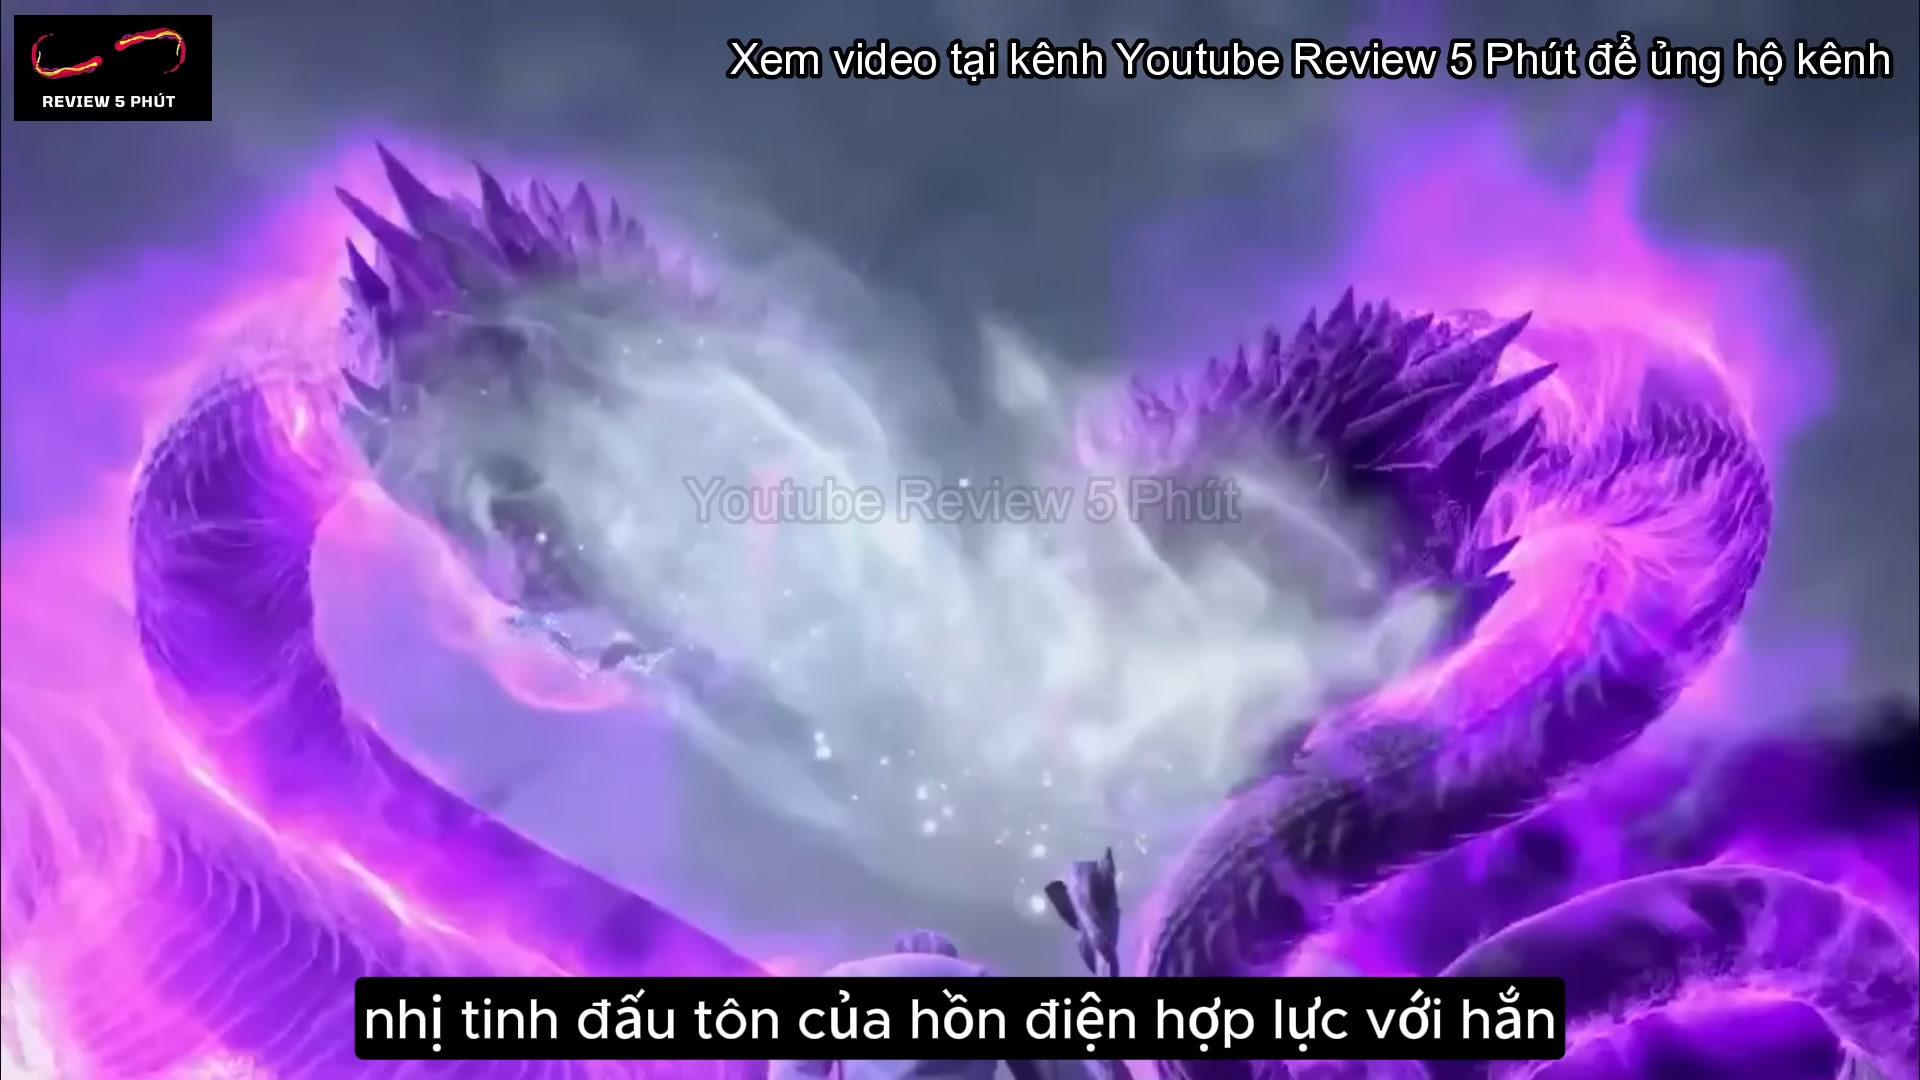 Xem video tại kênh Youtube Review 5 Phút để ủng hộ kênh
REVIEW 5 PHÚT
Youtube Review 5 Phút
nhị tinh đấu tôn của hồn điện hợp lực với hắn